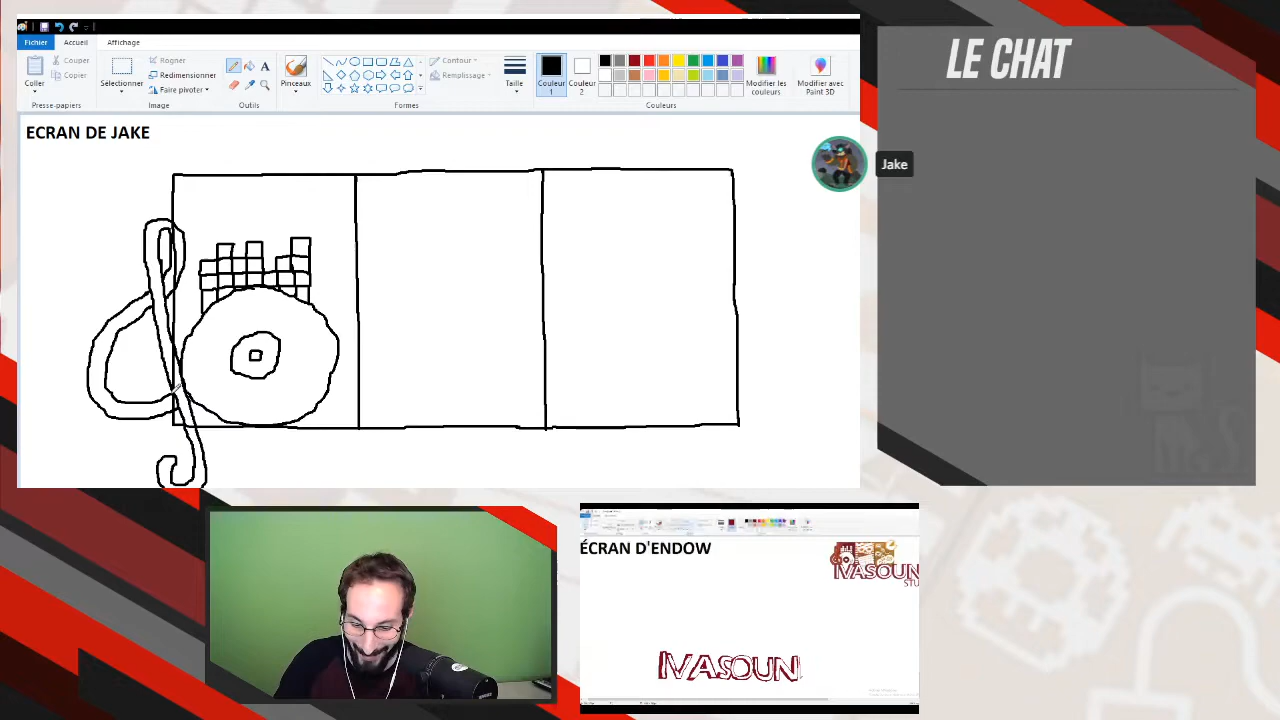 Fichier Accueil Affichage
Coller
Couper
Copier
Presse-papiers
Sélectionner
Rogner
Redimensionner
Faire pivoter
Image
A
Outils
Pinceaux
Contour
Remplissage
Formes
Taille
Couleur 1
Couleur 2
Modifier les couleurs
Modifier avec Paint 3D
Couleurs
ECRAN DE JAKE
Jake
LE CHAT
ÉCRAN D'ENDOW
IVASOUN
STU
IVASOUN